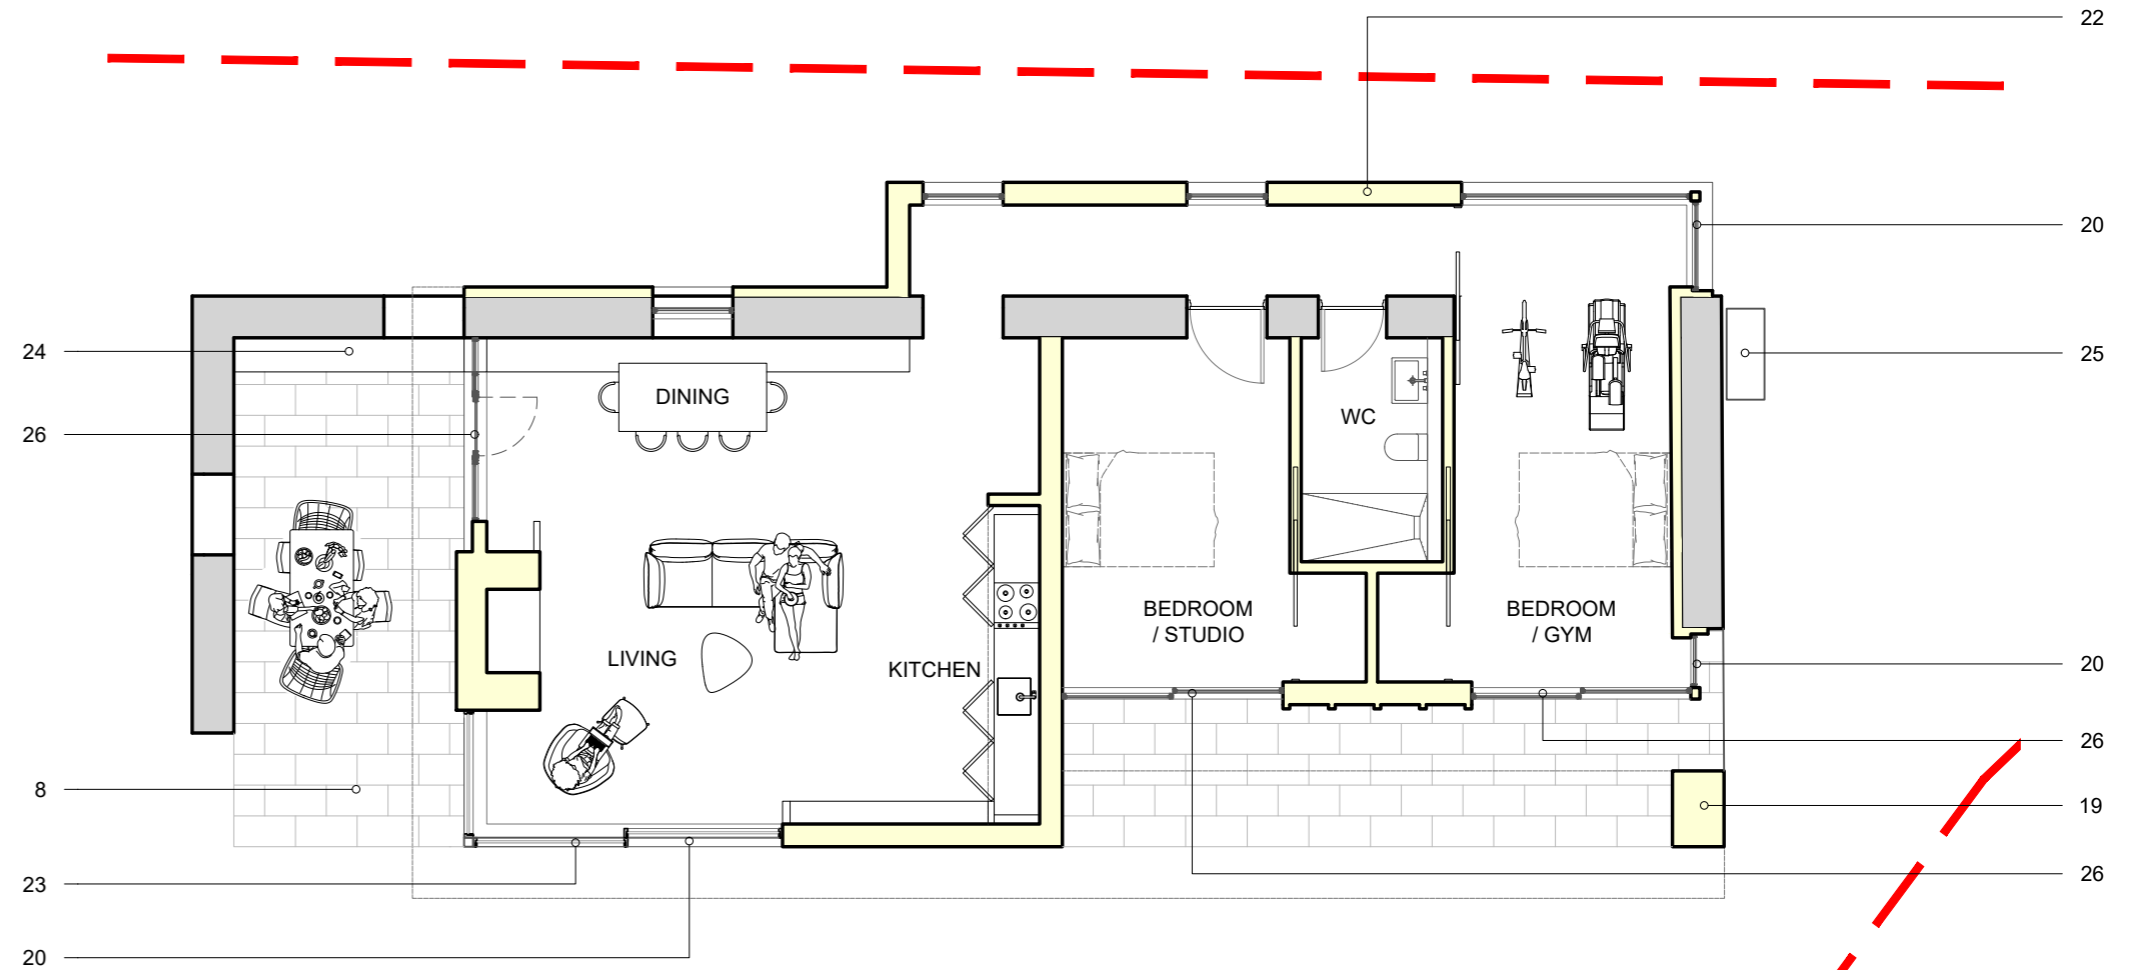 22
20
24
25
DINING
WC
26
BEDROOM
/ STUDIO
BEDROOM
/ GYM
LIVING
KITCHEN
20
26
8
19
23
26
20